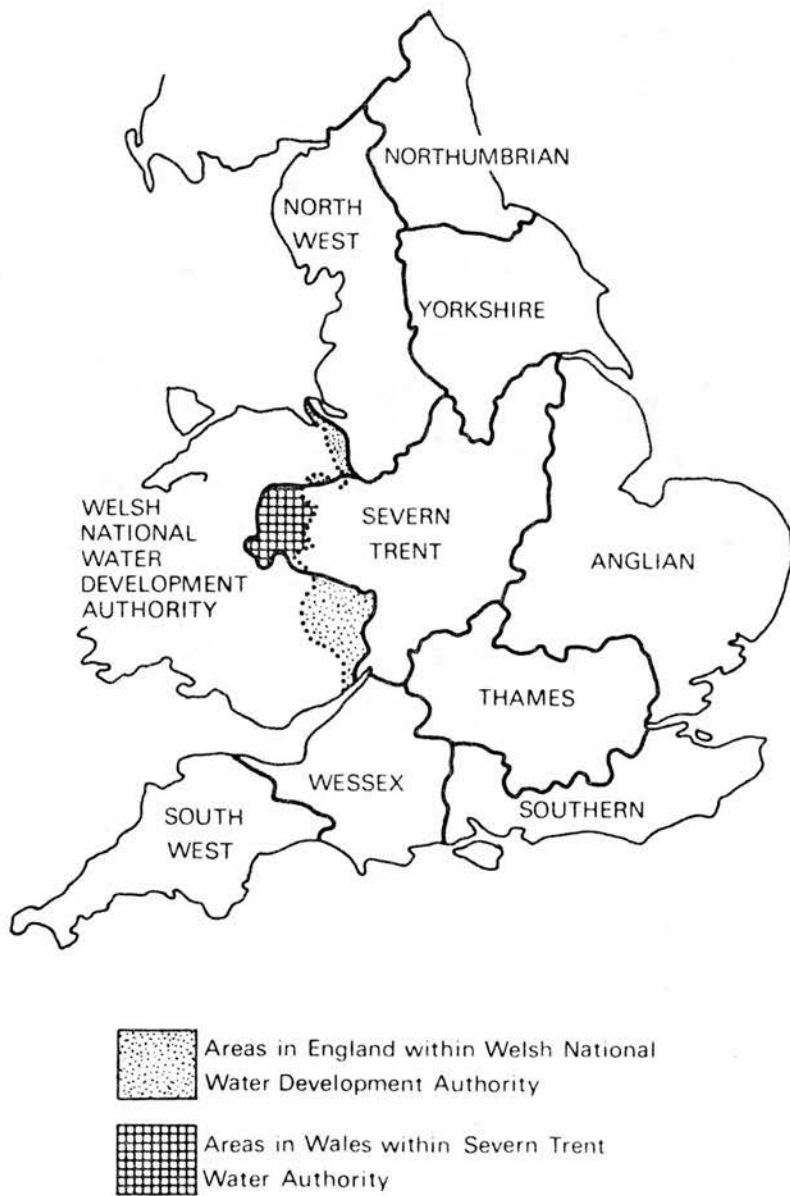 NORTHUMBRIAN
NORTH
WEST
YORKSHIRE
WELSH
NATIONAL
WATER
DEVELOPMENT
AUTHORITY
SEVERN
TRENT
ANGLIAN
THAMES
WESSEX
SOUTHERN
SOUTH
WEST
Areas in England within Welsh National
Water Development Authority
Areas in Wales within Severn Trent
Water Authority